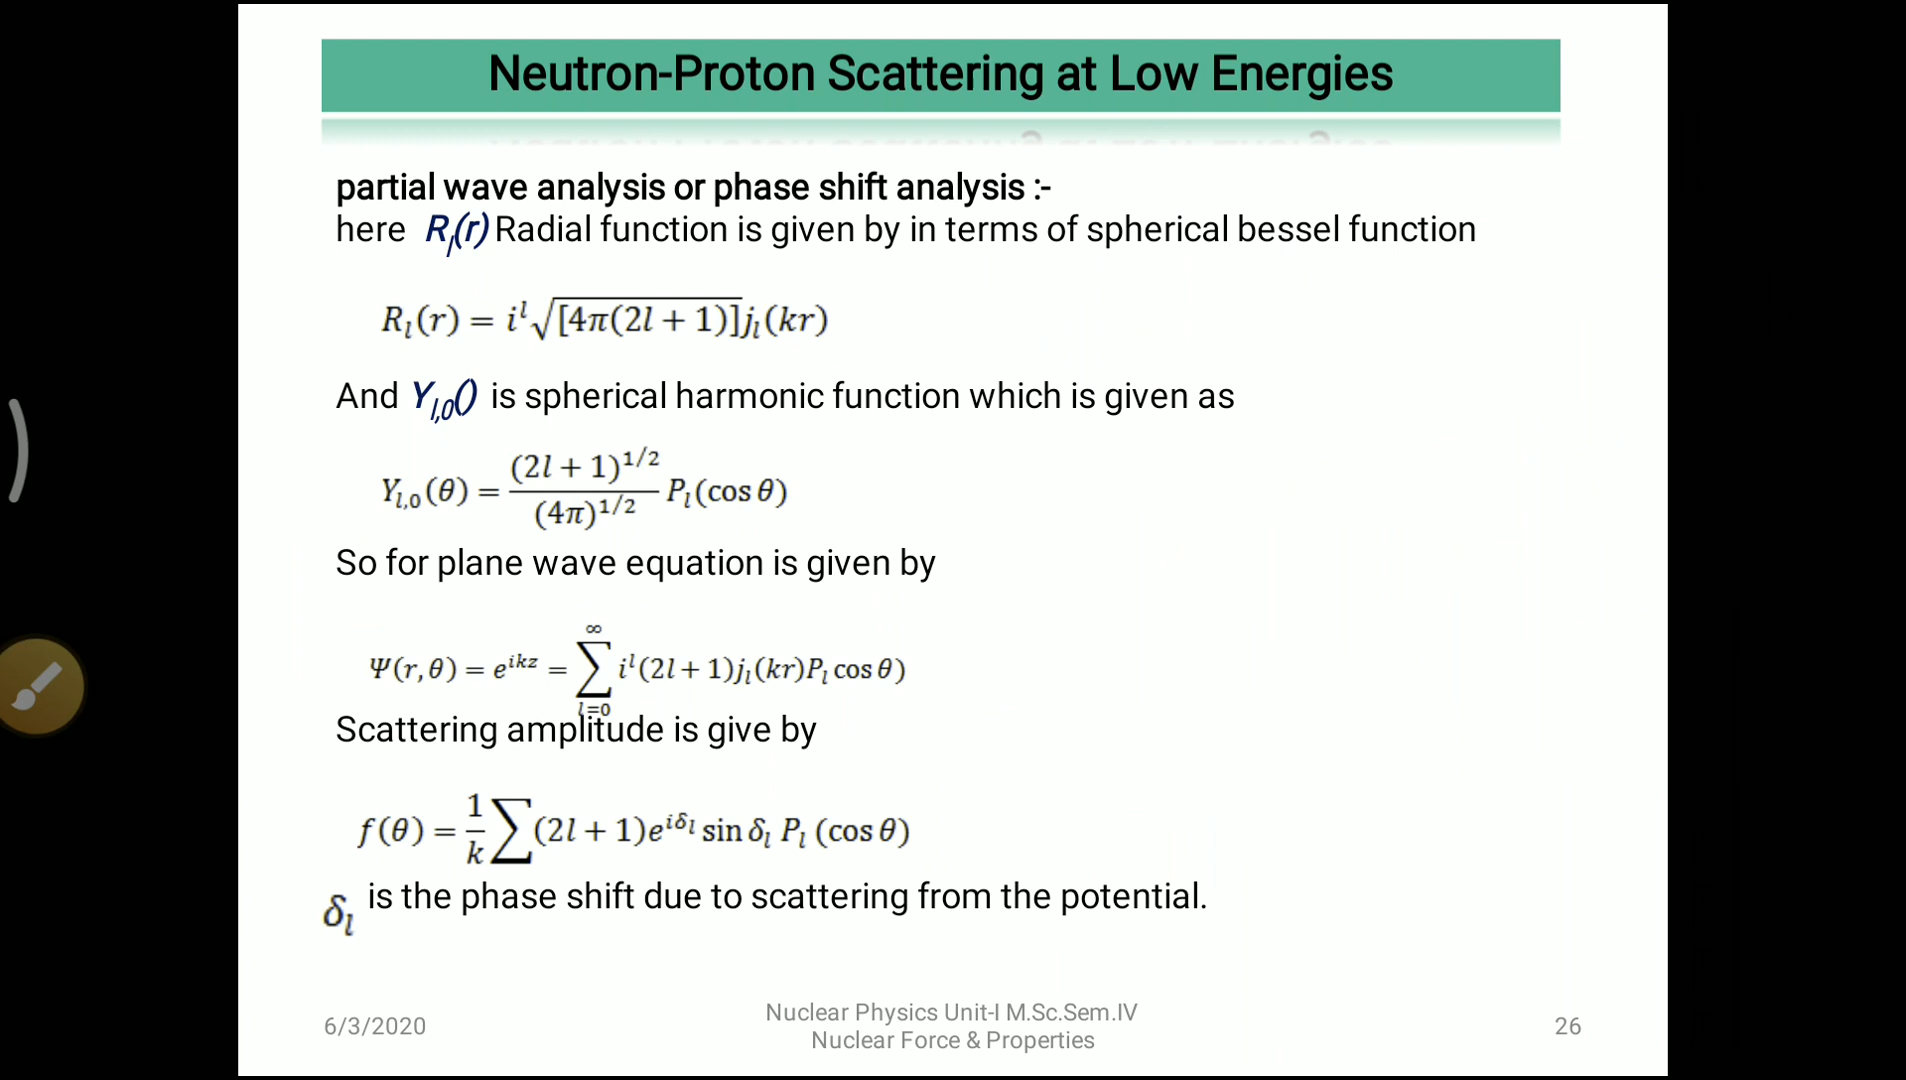 Neutron-Proton Scattering at Low Energies
partial wave analysis or phase shift analysis :-
here R_l(r) Radial function is given by in terms of spherical bessel function
R_l(r) = i^l √[4π(2l + 1)] j_l(kr)
And Y_l,0() is spherical harmonic function which is given as
Y_l,0(θ) = (2l + 1)^1/2 / (4π)^1/2 P_l(cos θ)
So for plane wave equation is given by
Ψ(r, θ) = e^ikz = ∑_{l=0}^{∞} i^l(2l + 1)j_l(kr)P_l cos θ)
Scattering amplitude is give by
f(θ) = 1/k ∑(2l + 1)e^{iδ_l} sin δ_l P_l (cos θ)
δ_l is the phase shift due to scattering from the potential.
6/3/2020
Nuclear Physics Unit-I M.Sc.Sem.IV
Nuclear Force & Properties
26